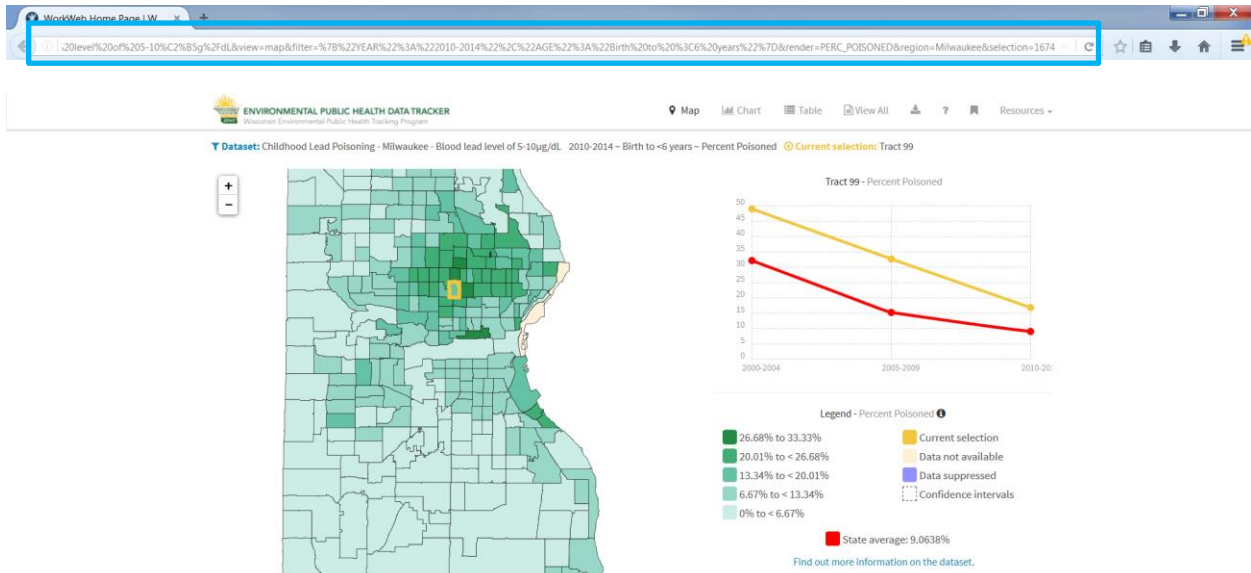 WorkWeb Home Page | W... × +
%20level%20of%205-10%C2%B5g%2FdL&view=map&filter=%7B%22YEAR%22%3A%222010-2014%22%2C%22AGE%22%3A%22Birth%20to%20%3C6%20years%22%7D&render=PERC_POISONED&region=Milwaukee&selection=1674
EPHT
ENVIRONMENTAL PUBLIC HEALTH DATA TRACKER
Wisconsin Environmental Public Health Tracking Program
Map Chart Table View All ? Resources
Dataset: Childhood Lead Poisoning - Milwaukee - Blood lead level of 5-10µg/dL 2010-2014 ~ Birth to <6 years ~ Percent Poisoned Current selection: Tract 99
+
−
Tract 99 - Percent Poisoned
50
45
40
35
30
25
20
15
10
5
0
2000-2004 2005-2009 2010-20:
Legend - Percent Poisoned
26.68% to 33.33% Current selection
20.01% to < 26.68% Data not available
13.34% to < 20.01% Data suppressed
6.67% to < 13.34% Confidence intervals
0% to < 6.67%
State average: 9.0638%
Find out more information on the dataset.